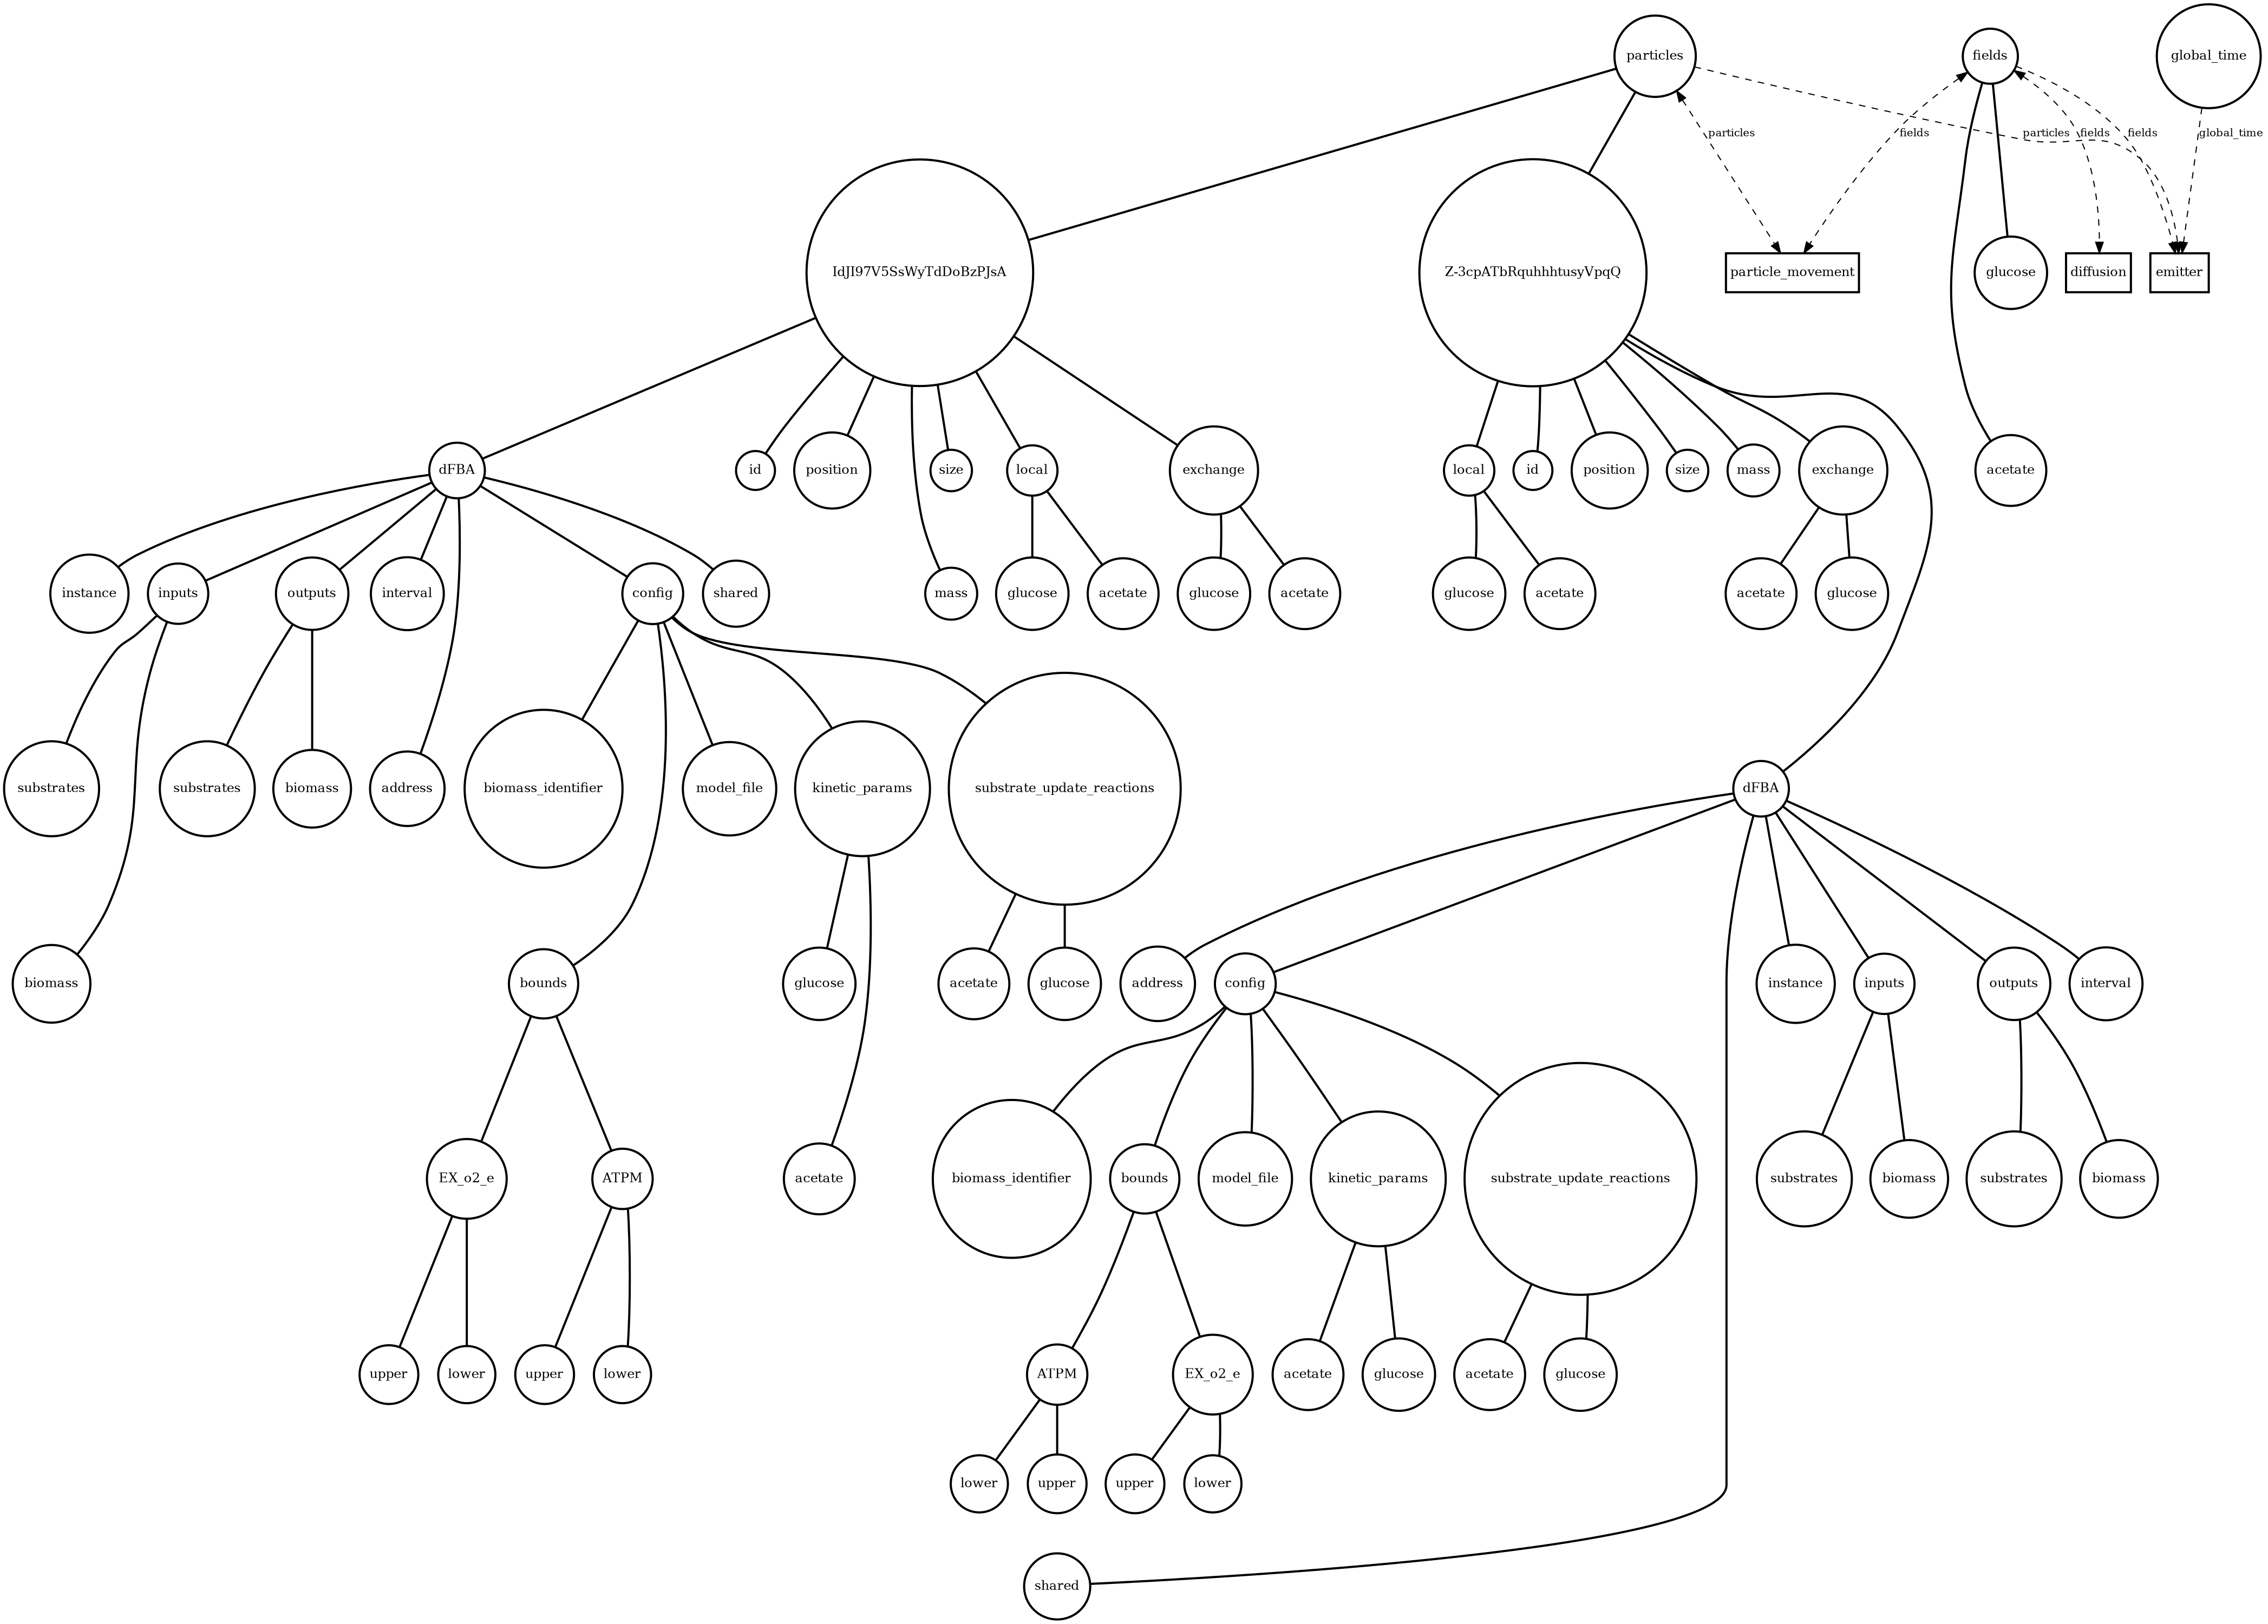 particles
fields
global_time
particles
fields
particles
fields
fields
global_time
IdJI97V5SsWyTdDoBzPJsA
Z-3cpATbRquhhhtusyVpqQ
particle_movement
glucose
diffusion
emitter
dFBA
id
position
size
local
exchange
local
id
position
size
mass
exchange
acetate
instance
inputs
outputs
interval
config
shared
mass
glucose
acetate
glucose
acetate
glucose
acetate
acetate
glucose
substrates
substrates
biomass
address
biomass_identifier
model_file
kinetic_params
substrate_update_reactions
dFBA
biomass
bounds
glucose
acetate
glucose
address
config
instance
inputs
outputs
interval
EX_o2_e
ATPM
acetate
biomass_identifier
bounds
model_file
kinetic_params
substrate_update_reactions
substrates
biomass
substrates
biomass
upper
lower
upper
lower
ATPM
EX_o2_e
acetate
glucose
acetate
glucose
lower
upper
upper
lower
shared